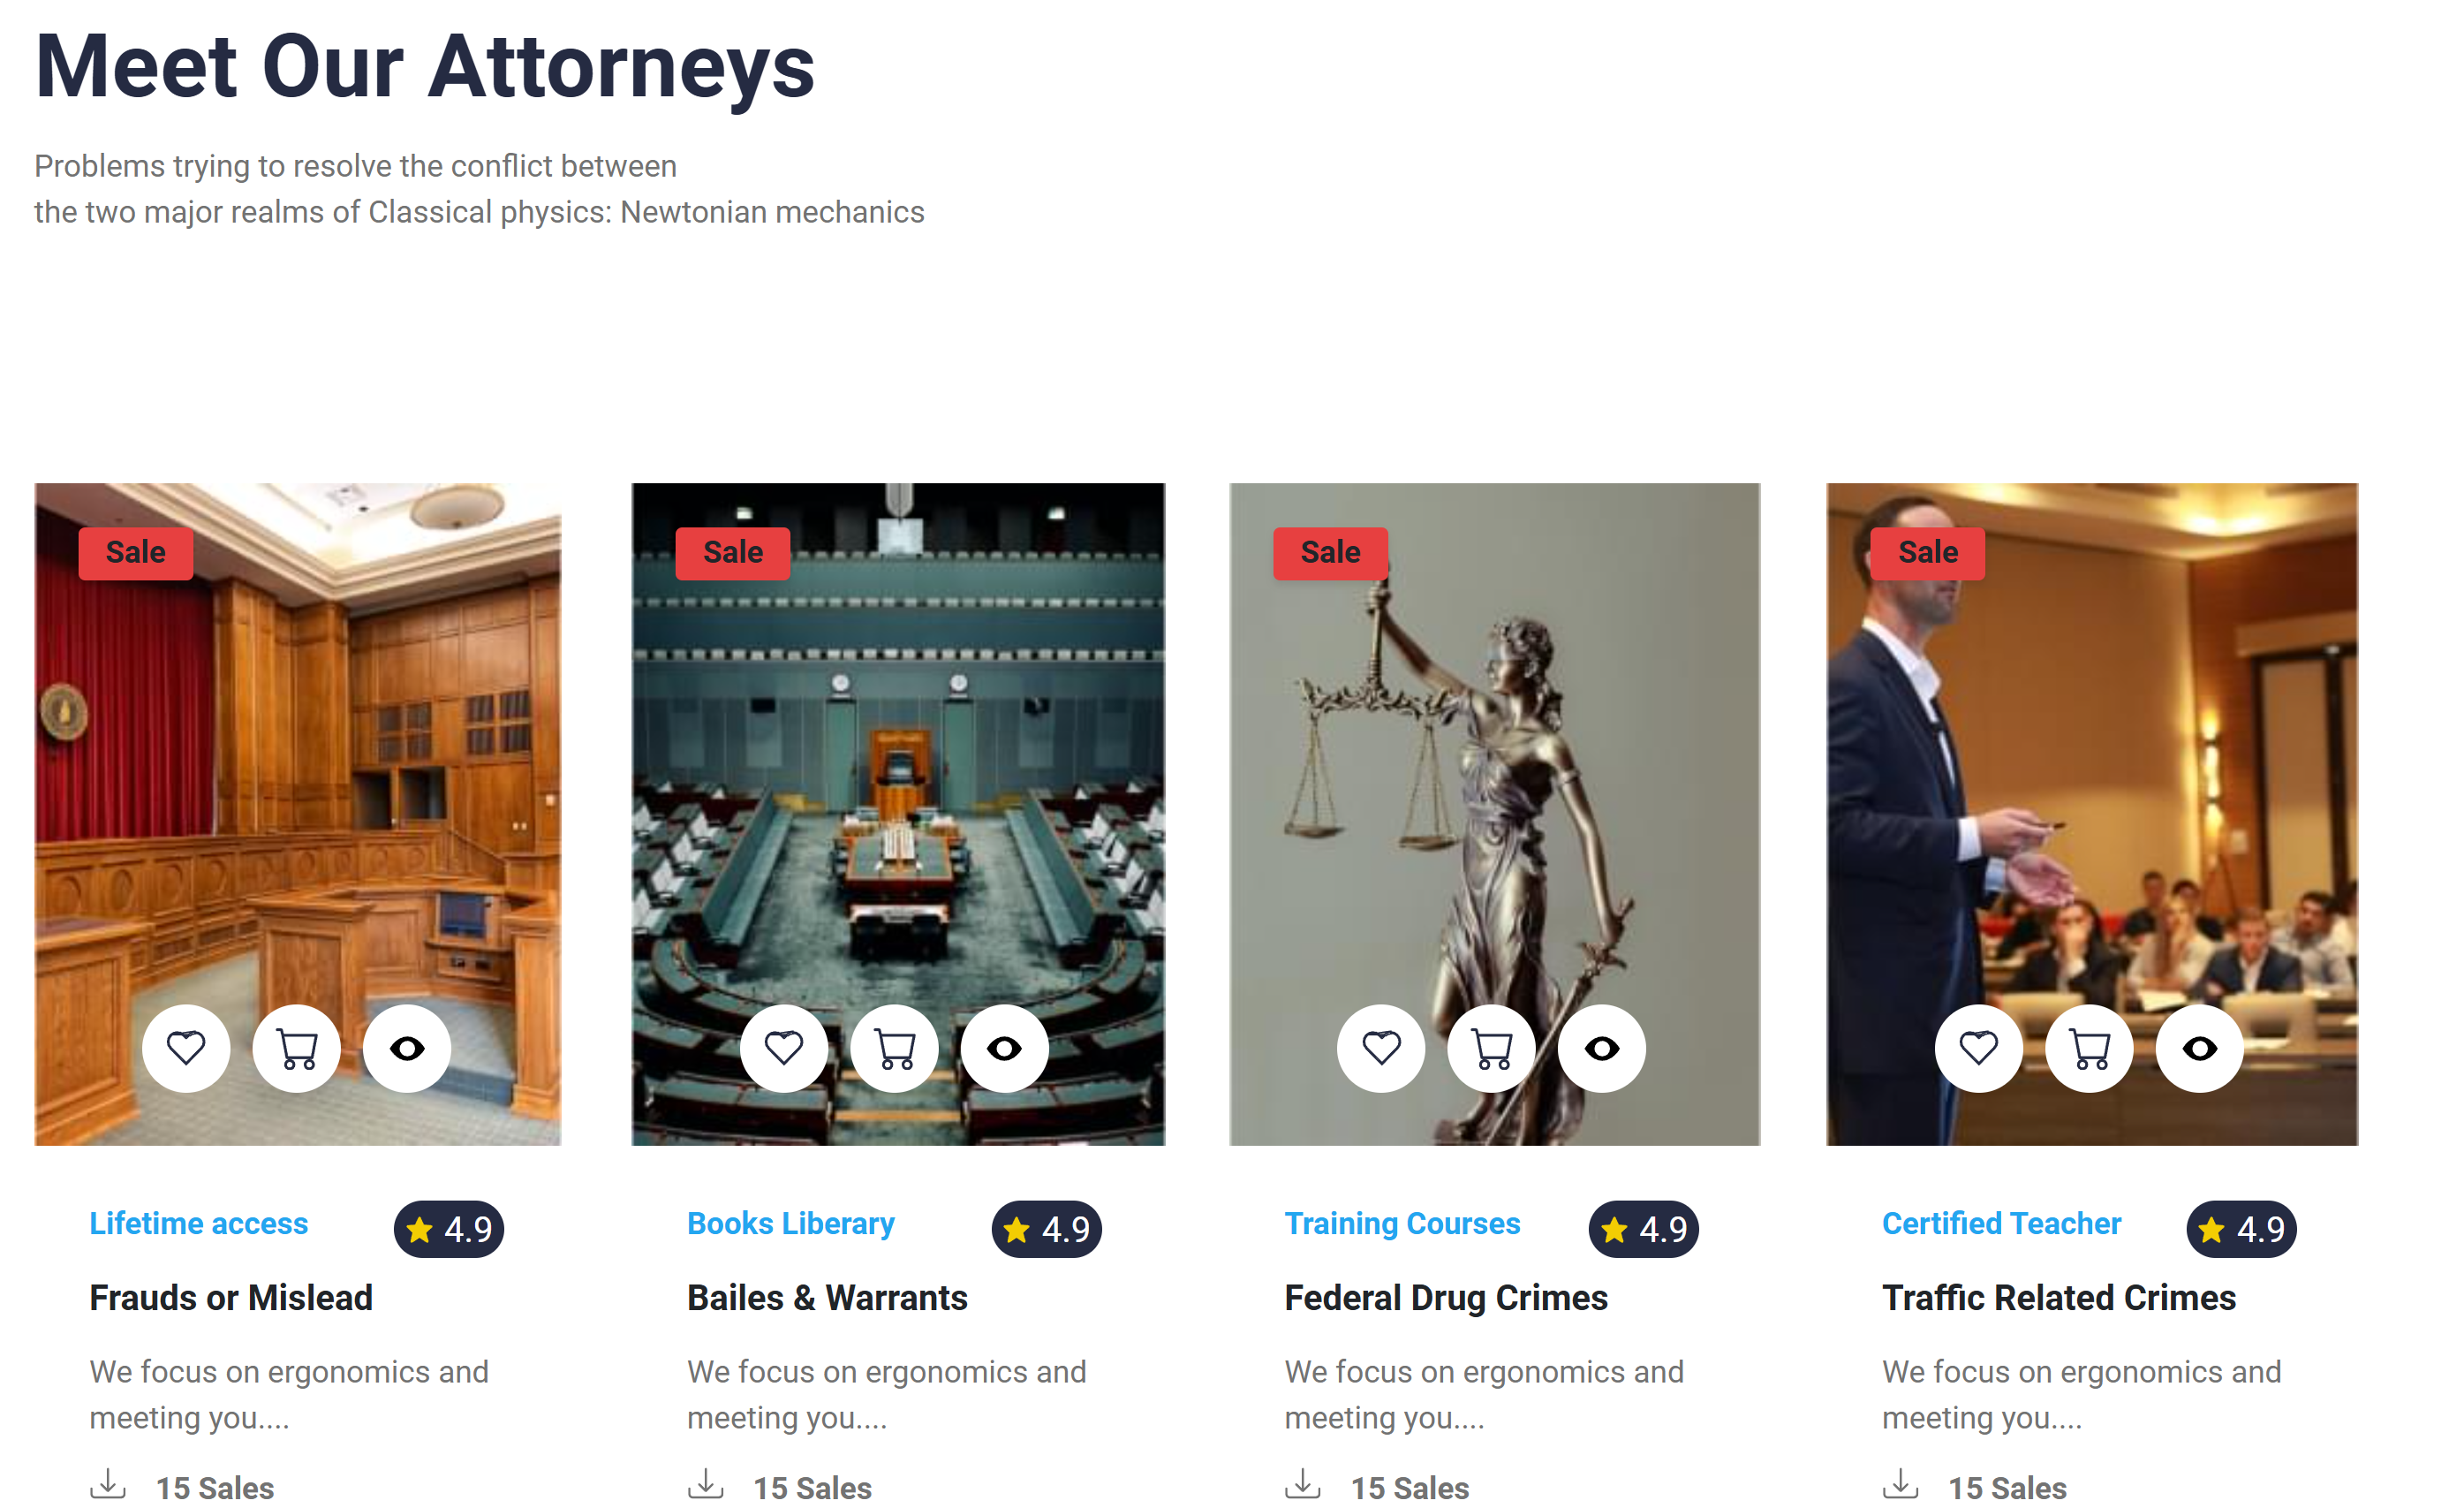 Meet Our Attorneys
Problems trying to resolve the conflict between
the two major realms of Classical physics: Newtonian mechanics
Sale
Sale
Sale
Sale
Lifetime access
4.9
Frauds or Mislead
We focus on ergonomics and
meeting you....
15 Sales
Books Liberary
4.9
Bailes & Warrants
We focus on ergonomics and
meeting you....
15 Sales
Training Courses
4.9
Federal Drug Crimes
We focus on ergonomics and
meeting you....
15 Sales
Certified Teacher
4.9
Traffic Related Crimes
We focus on ergonomics and
meeting you....
15 Sales